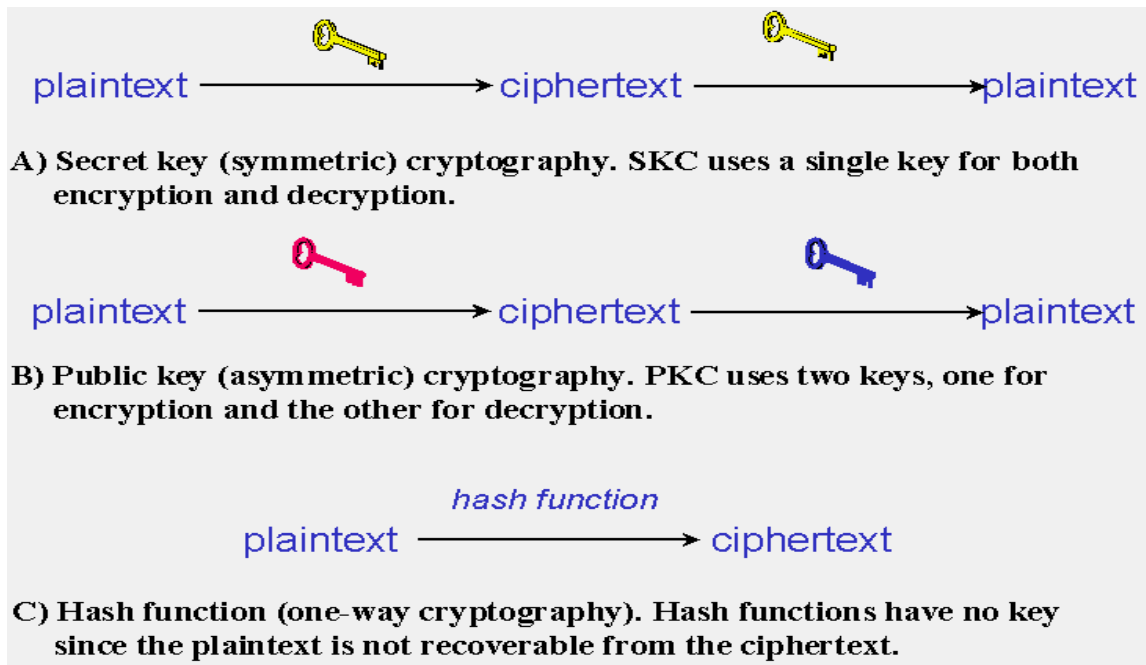 plaintext ciphertext plaintext
A) Secret key (symmetric) cryptography. SKC uses a single key for both
encryption and decryption.
plaintext ciphertext plaintext
B) Public key (asymmetric) cryptography. PKC uses two keys, one for
encryption and the other for decryption.
hash function
plaintext ciphertext
C) Hash function (one-way cryptography). Hash functions have no key
since the plaintext is not recoverable from the ciphertext.